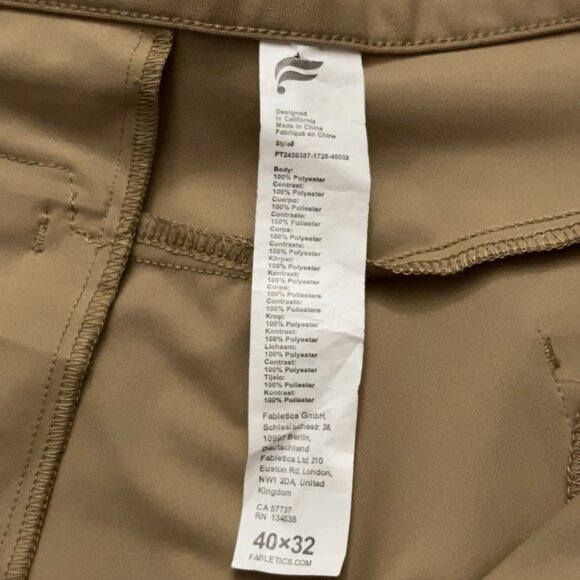 Designed
In California
Made in China
Fabriqué en Chine
Style#
PT2459387-1726-40032
Body:
100% Polyester
Contrast:
100% Polyester
Cuerpo:
100% Poliester
Contraste:
100% Poliester
Corps:
100% Polyester
Contraste:
100% Polyester
Körper:
100% Polyester
Kontrast:
100% Polyester
Corpo:
100% Poliestere
Contrasto:
100% Poliestere
Krop:
100% Polyester
Kontrast:
100% Polyester
Lichaam:
100% Polyester
Contrast:
100% Polyester
Tijelo:
100% Poliester
Kontrast:
100% Poliester
Fabletics GmbH,
Schlesischestr. 38,
10997 Berlin,
Deutschland
Fabletics Ltd, 210
Euston Rd, London,
NW1 2DA, United
Kingdom
CA 57737
RN 134638
40×32
FABLETICS.COM